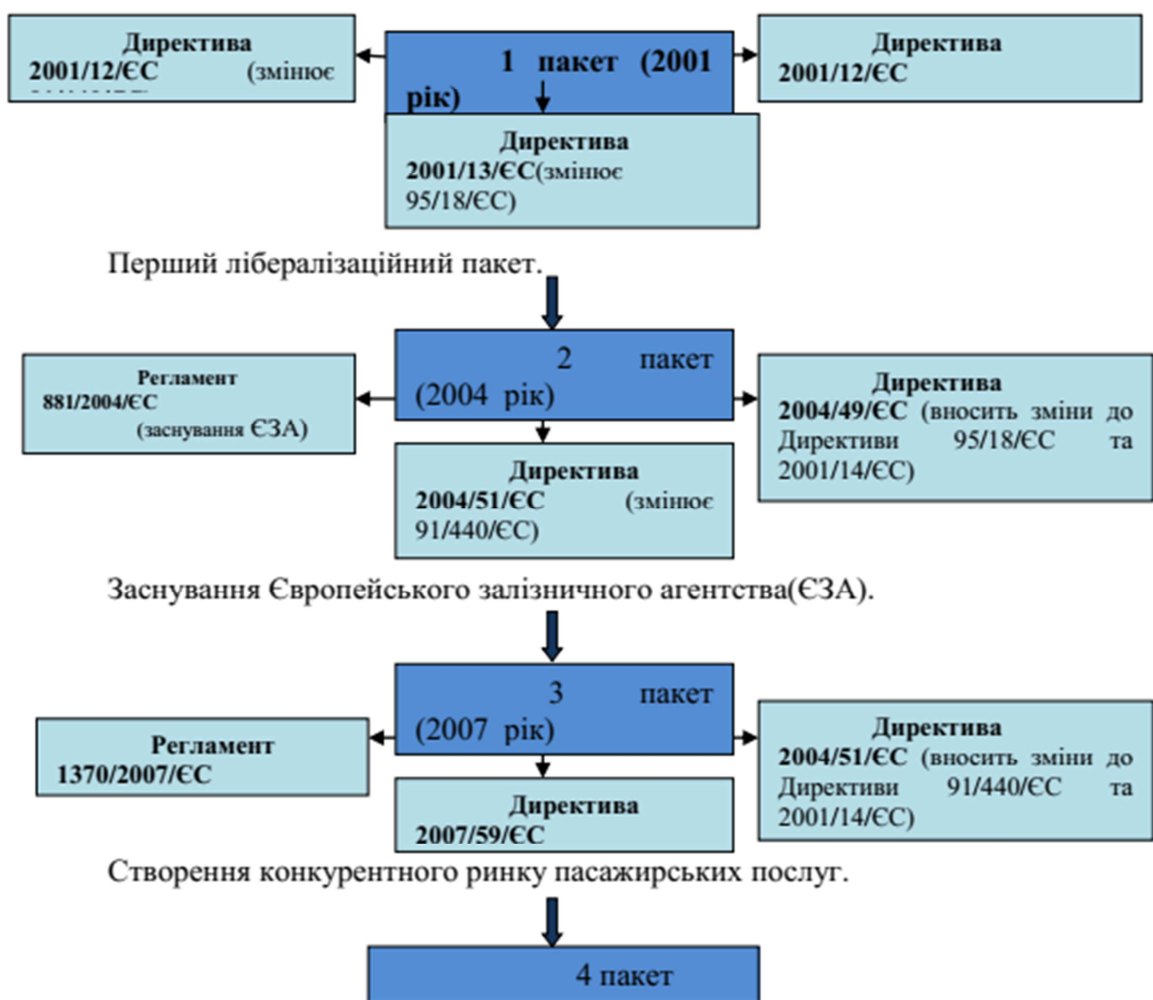 Директива
2001/12/ЄС (змінює
1 пакет (2001
рік)
Директива
2001/12/ЄС
Директива
2001/13/ЄС(змінює
95/18/ЄС)
Перший лібералізаційний пакет.
2 пакет
(2004 рік)
Регламент
881/2004/ЄС
(заснування ЄЗА)
Директива
2004/49/ЄС (вносить зміни до
Директиви 95/18/ЄС та
2001/14/ЄС)
Директива
2004/51/ЄС (змінює
91/440/ЄС)
Заснування Європейського залізничного агентства(ЄЗА).
3 пакет
(2007 рік)
Регламент
1370/2007/ЄС
Директива
2004/51/ЄС (вносить зміни до
Директиви 91/440/ЄС та
2001/14/ЄС)
Директива
2007/59/ЄС
Створення конкурентного ринку пасажирських послуг.
4 пакет